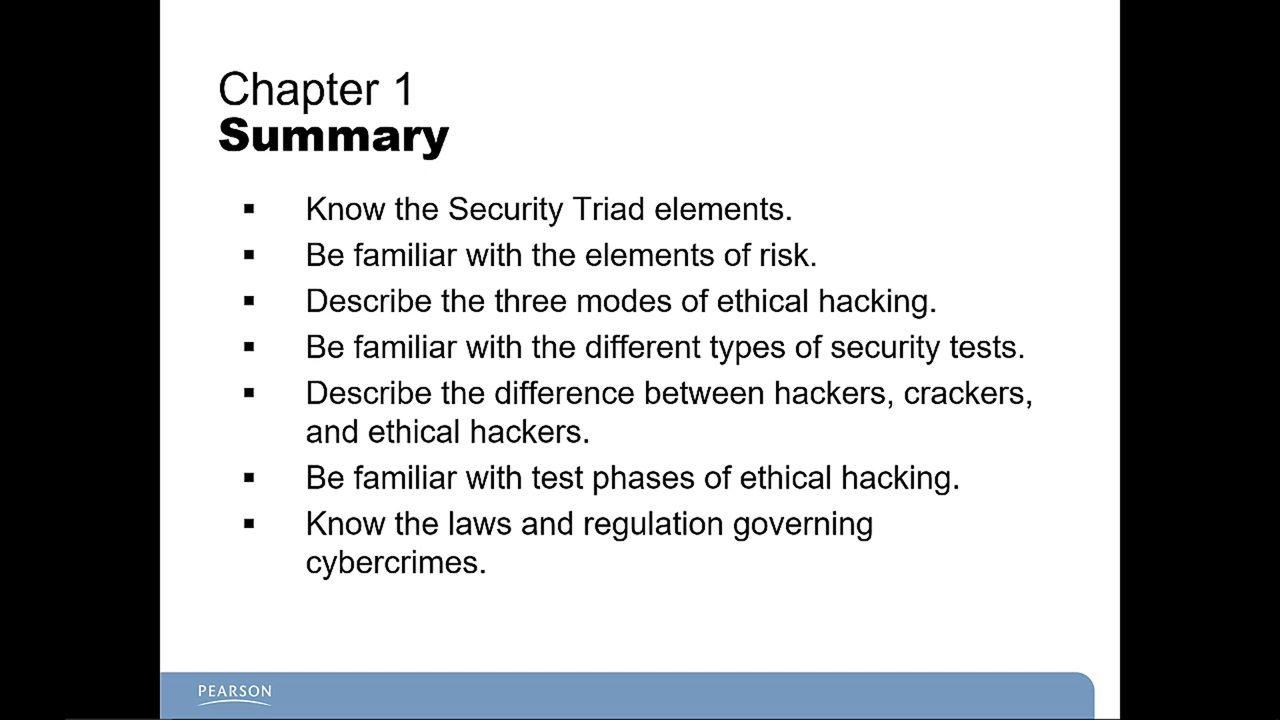 Chapter 1
Summary
▪ Know the Security Triad elements.
▪ Be familiar with the elements of risk.
▪ Describe the three modes of ethical hacking.
▪ Be familiar with the different types of security tests.
▪ Describe the difference between hackers, crackers,
and ethical hackers.
▪ Be familiar with test phases of ethical hacking.
▪ Know the laws and regulation governing
cybercrimes.
PEARSON